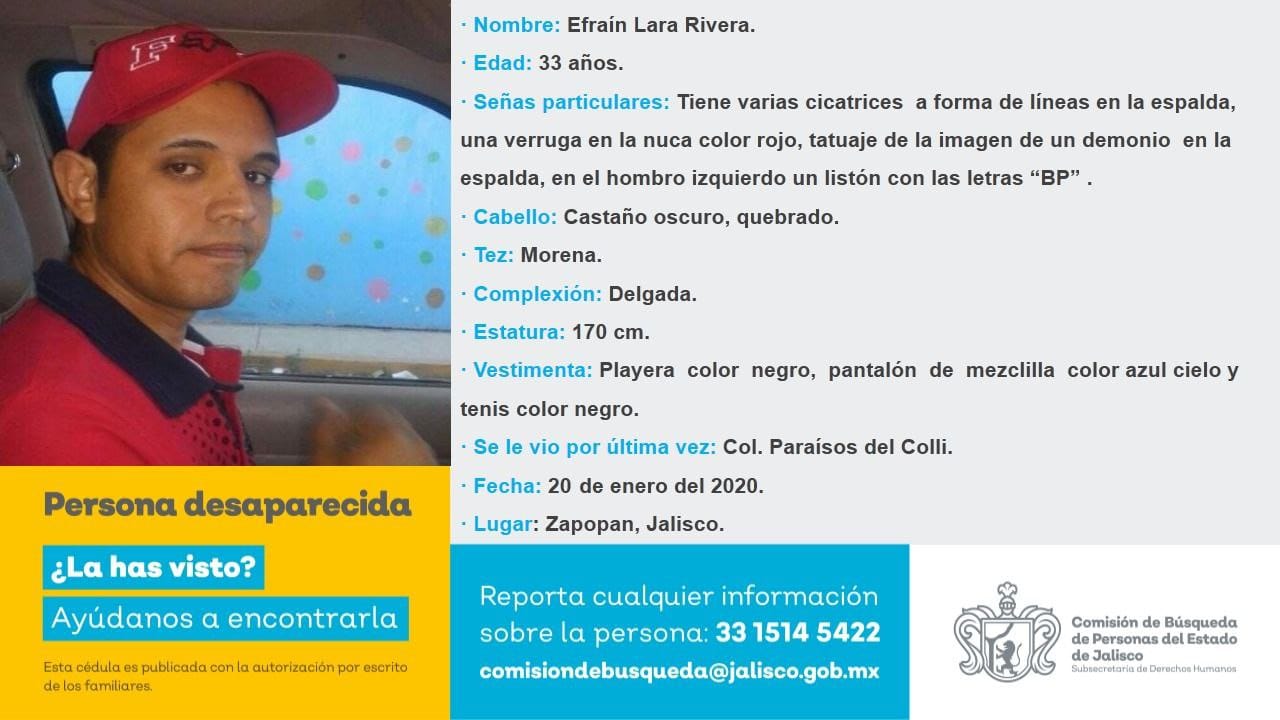 F
· Nombre: Efraín Lara Rivera.
· Edad: 33 años.
· Señas particulares: Tiene varias cicatrices a forma de líneas en la espalda,
una verruga en la nuca color rojo, tatuaje de la imagen de un demonio en la
espalda, en el hombro izquierdo un listón con las letras “BP” .
· Cabello: Castaño oscuro, quebrado.
· Tez: Morena.
· Complexión: Delgada.
· Estatura: 170 cm.
· Vestimenta: Playera color negro, pantalón de mezclilla color azul cielo y
tenis color negro.
· Se le vio por última vez: Col. Paraísos del Colli.
· Fecha: 20 de enero del 2020.
· Lugar: Zapopan, Jalisco.
Persona desaparecida
¿La has visto?
Ayúdanos a encontrarla
Esta cédula es publicada con la autorización por escrito
de los familiares.
Reporta cualquier información
sobre la persona: 33 1514 5422
comisiondebusqueda@jalisco.gob.mx
Comisión de Búsqueda
de Personas del Estado
de Jalisco
Subsecretaría de Derechos Humanos